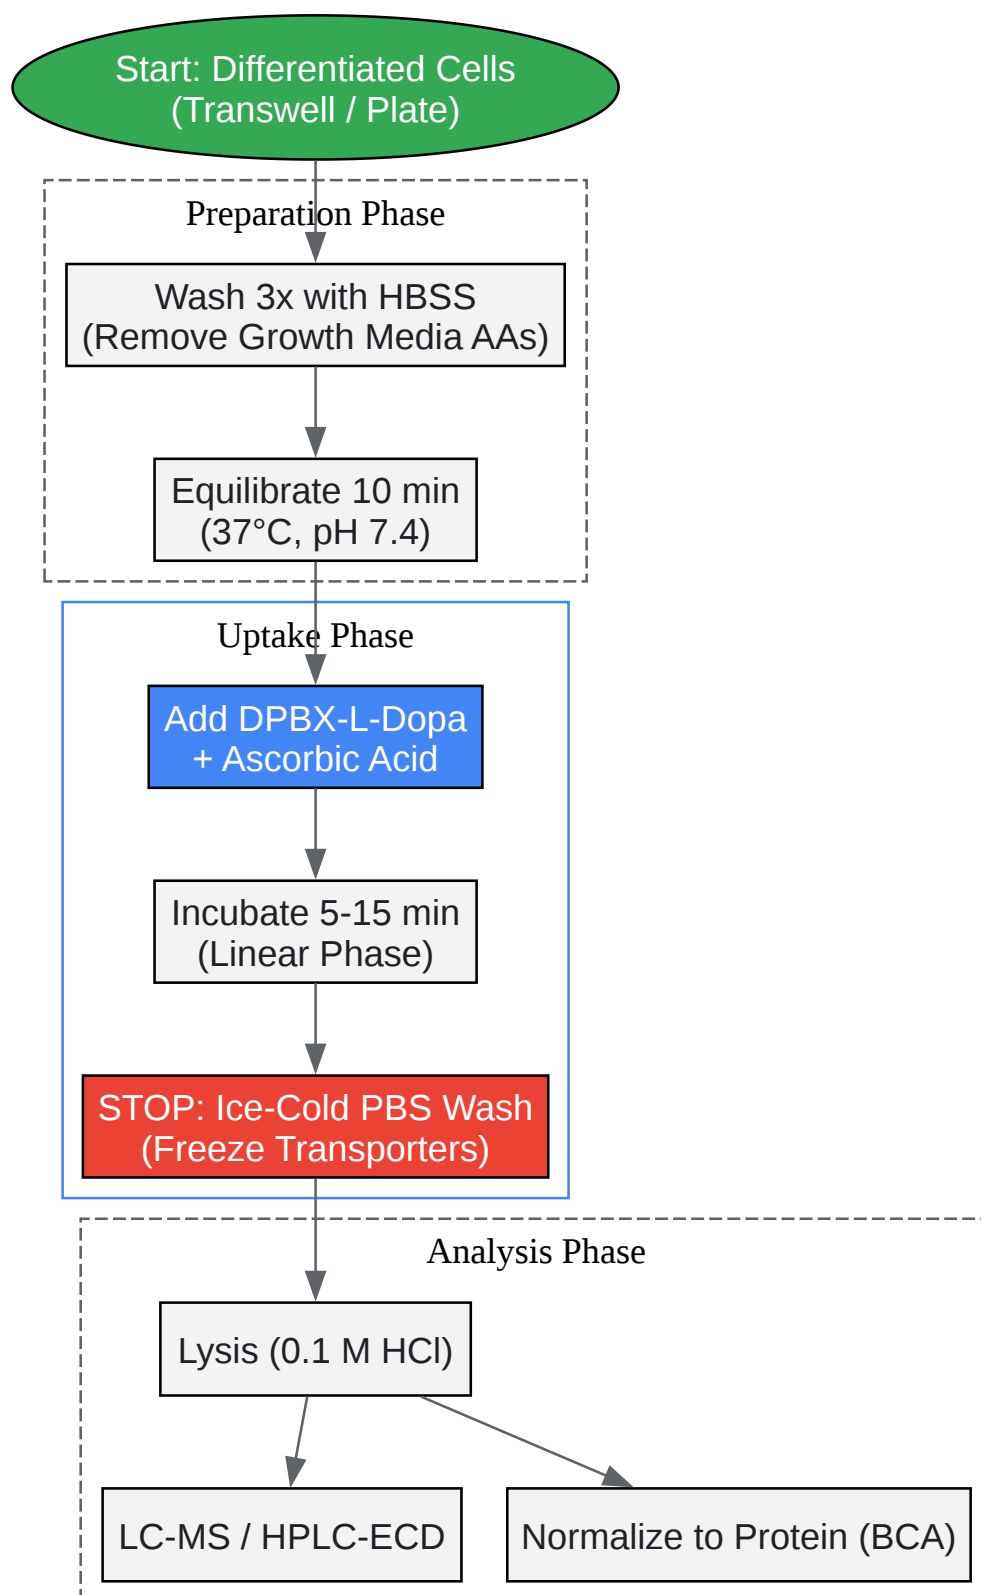 Start: Differentiated Cells
(Transwell / Plate)
Preparation Phase
Wash 3x with HBSS
(Remove Growth Media AAs)
Equilibrate 10 min
(37°C, pH 7.4)
Uptake Phase
Add DPBX-L-Dopa
+ Ascorbic Acid
Incubate 5-15 min
(Linear Phase)
STOP: Ice-Cold PBS Wash
(Freeze Transporters)
Analysis Phase
Lysis (0.1 M HCl)
LC-MS / HPLC-ECD
Normalize to Protein (BCA)